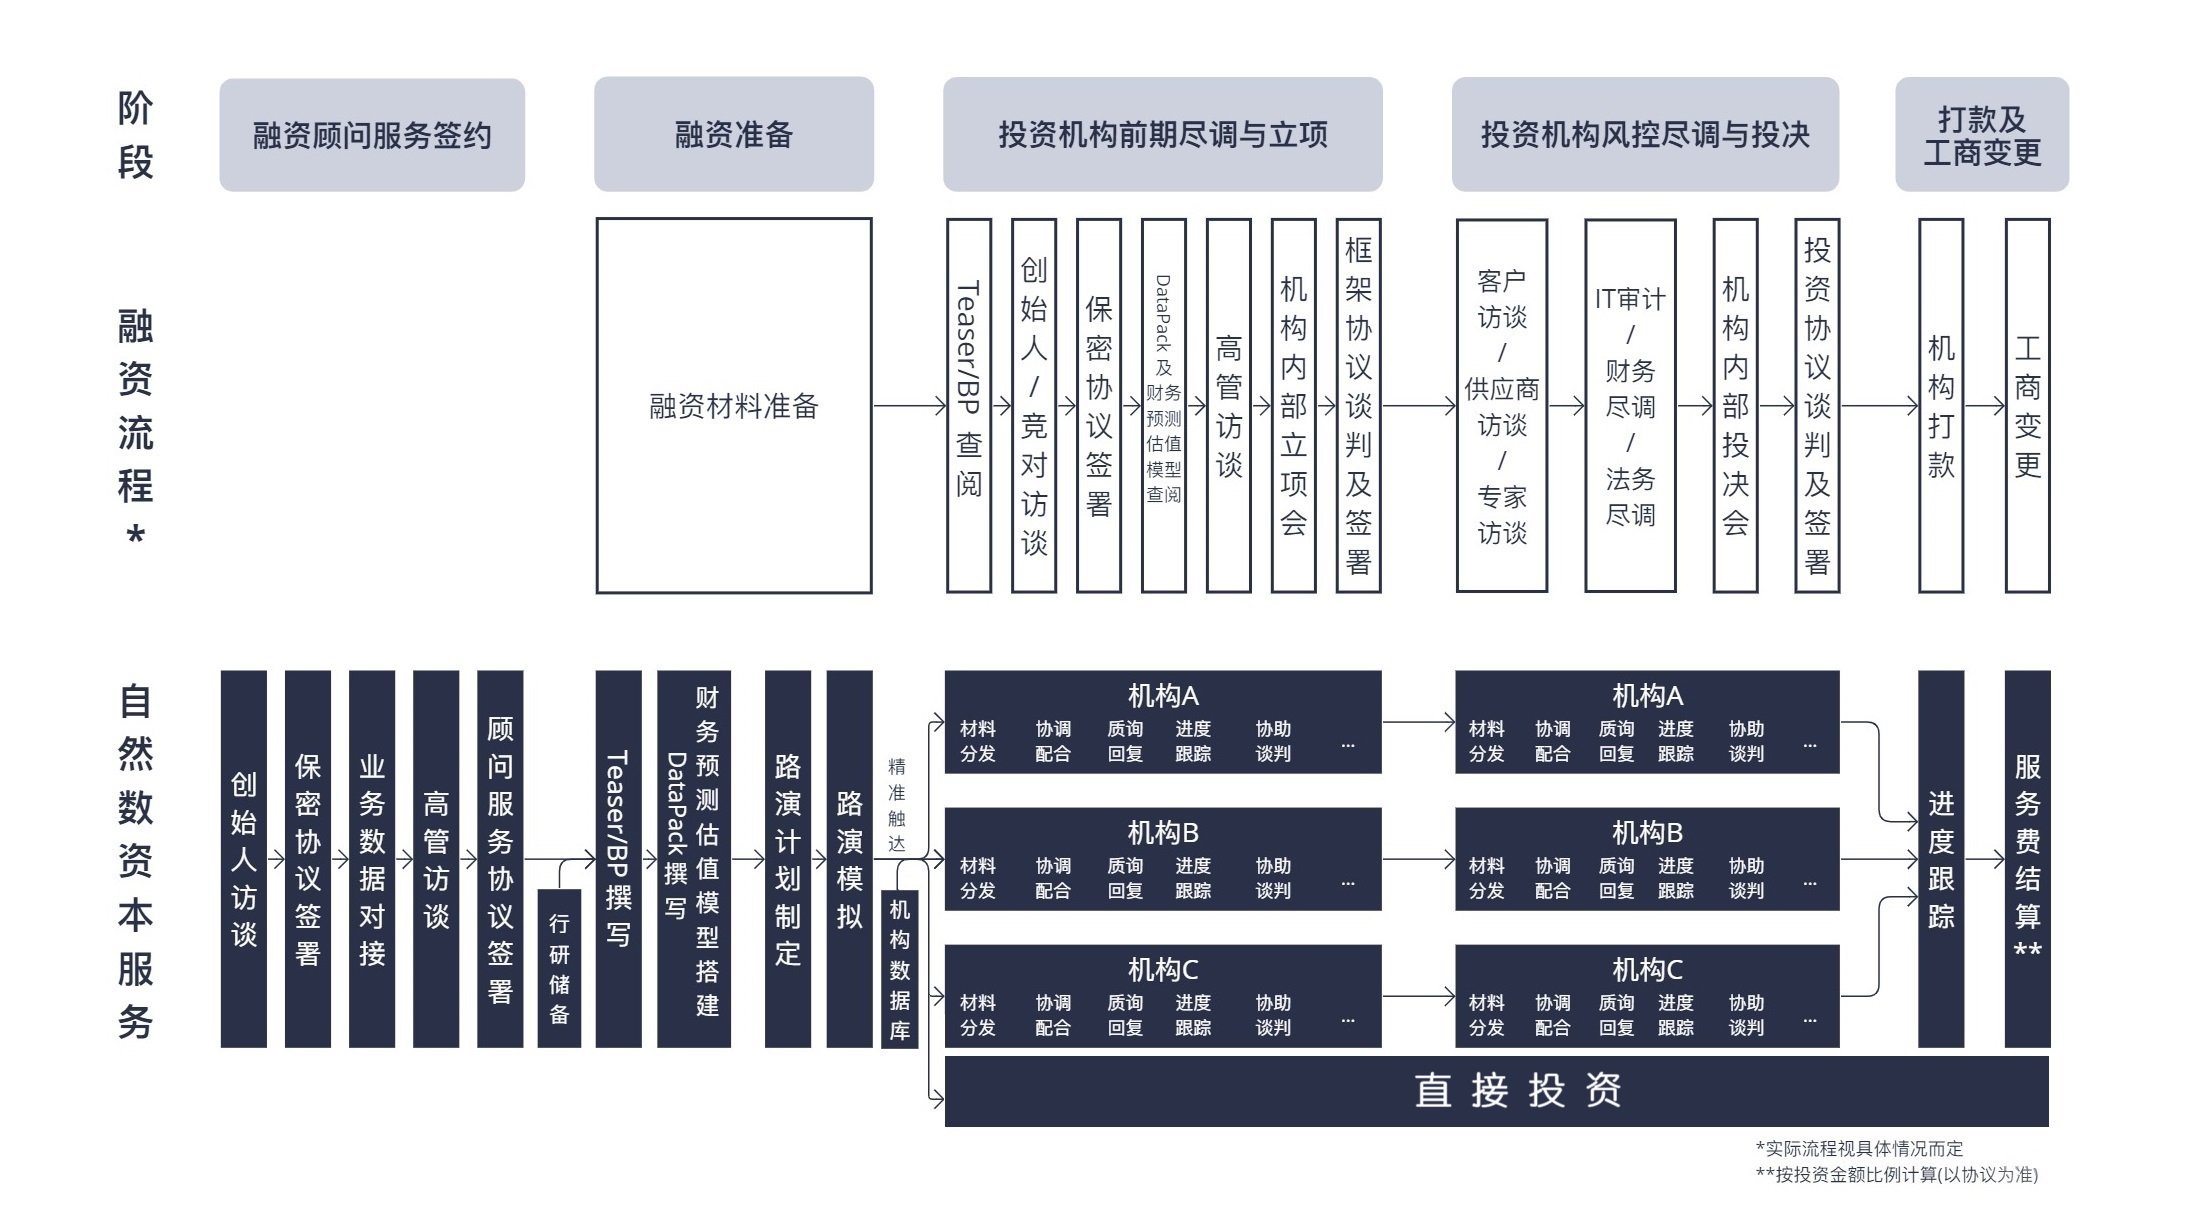 阶段
融资顾问服务签约
融资准备
投资机构前期尽调与立项
投资机构风控尽调与投决
打款及
工商变更
融资流程*
融资材料准备
Teaser/BP 查阅
创始人/竞对访谈
保密协议签署
DataPack 及
财务
预测
估值
模型
查阅
高管访谈
机构内部立项会
框架协议谈判及签署
客户
访谈
/
供应商
访谈
/
专家
访谈
IT审计
/
财务
尽调
/
法务
尽调
机构内部投决会
投资协议谈判及签署
机构打款
工商变更
自然数资本服务
创始人访谈
保密协议签署
业务数据对接
高管访谈
顾问服务协议签署
行研储备
Teaser/BP 撰写
财务预测估值模型搭建
DataPack 撰写
路演计划制定
路演模拟
精准触达
机构数据库
机构A
材料 协调 质询 进度 协助
分发 配合 回复 跟踪 谈判 ...
机构A
材料 协调 质询 进度 协助
分发 配合 回复 跟踪 谈判 ...
机构B
材料 协调 质询 进度 协助
分发 配合 回复 跟踪 谈判 ...
机构B
材料 协调 质询 进度 协助
分发 配合 回复 跟踪 谈判 ...
机构C
材料 协调 质询 进度 协助
分发 配合 回复 跟踪 谈判 ...
机构C
材料 协调 质询 进度 协助
分发 配合 回复 跟踪 谈判 ...
进度跟踪
服务费结算**
直接投资
*实际流程视具体情况而定
**按投资金额比例计算(以协议为准)